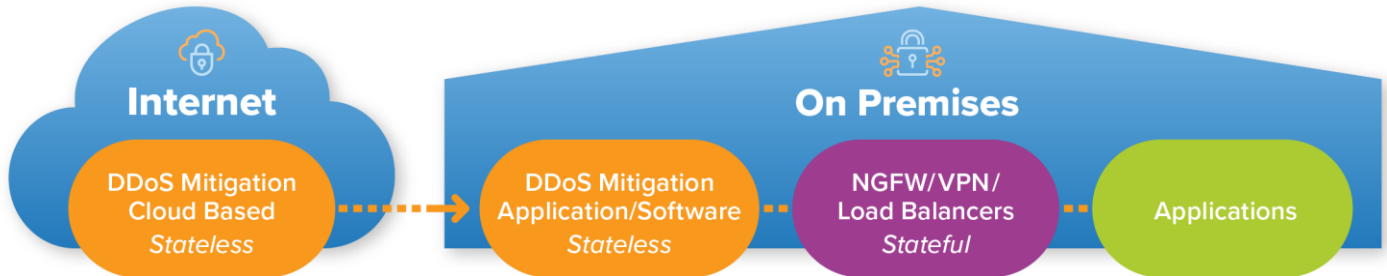 Internet
DDoS Mitigation
Cloud Based
Stateless
On Premises
DDoS Mitigation
Application/Software
Stateless
NGFW/VPN/
Load Balancers
Stateful
Applications